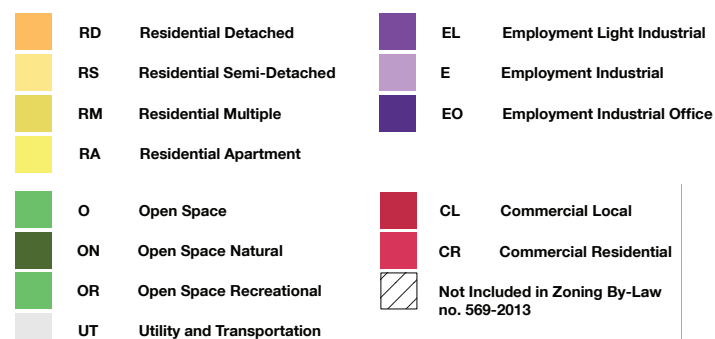 RD Residential Detached
RS Residential Semi-Detached
RM Residential Multiple
RA Residential Apartment
O Open Space
ON Open Space Natural
OR Open Space Recreational
UT Utility and Transportation
EL Employment Light Industrial
E Employment Industrial
EO Employment Industrial Office
CL Commercial Local
CR Commercial Residential
Not Included in Zoning By-Law
no. 569-2013